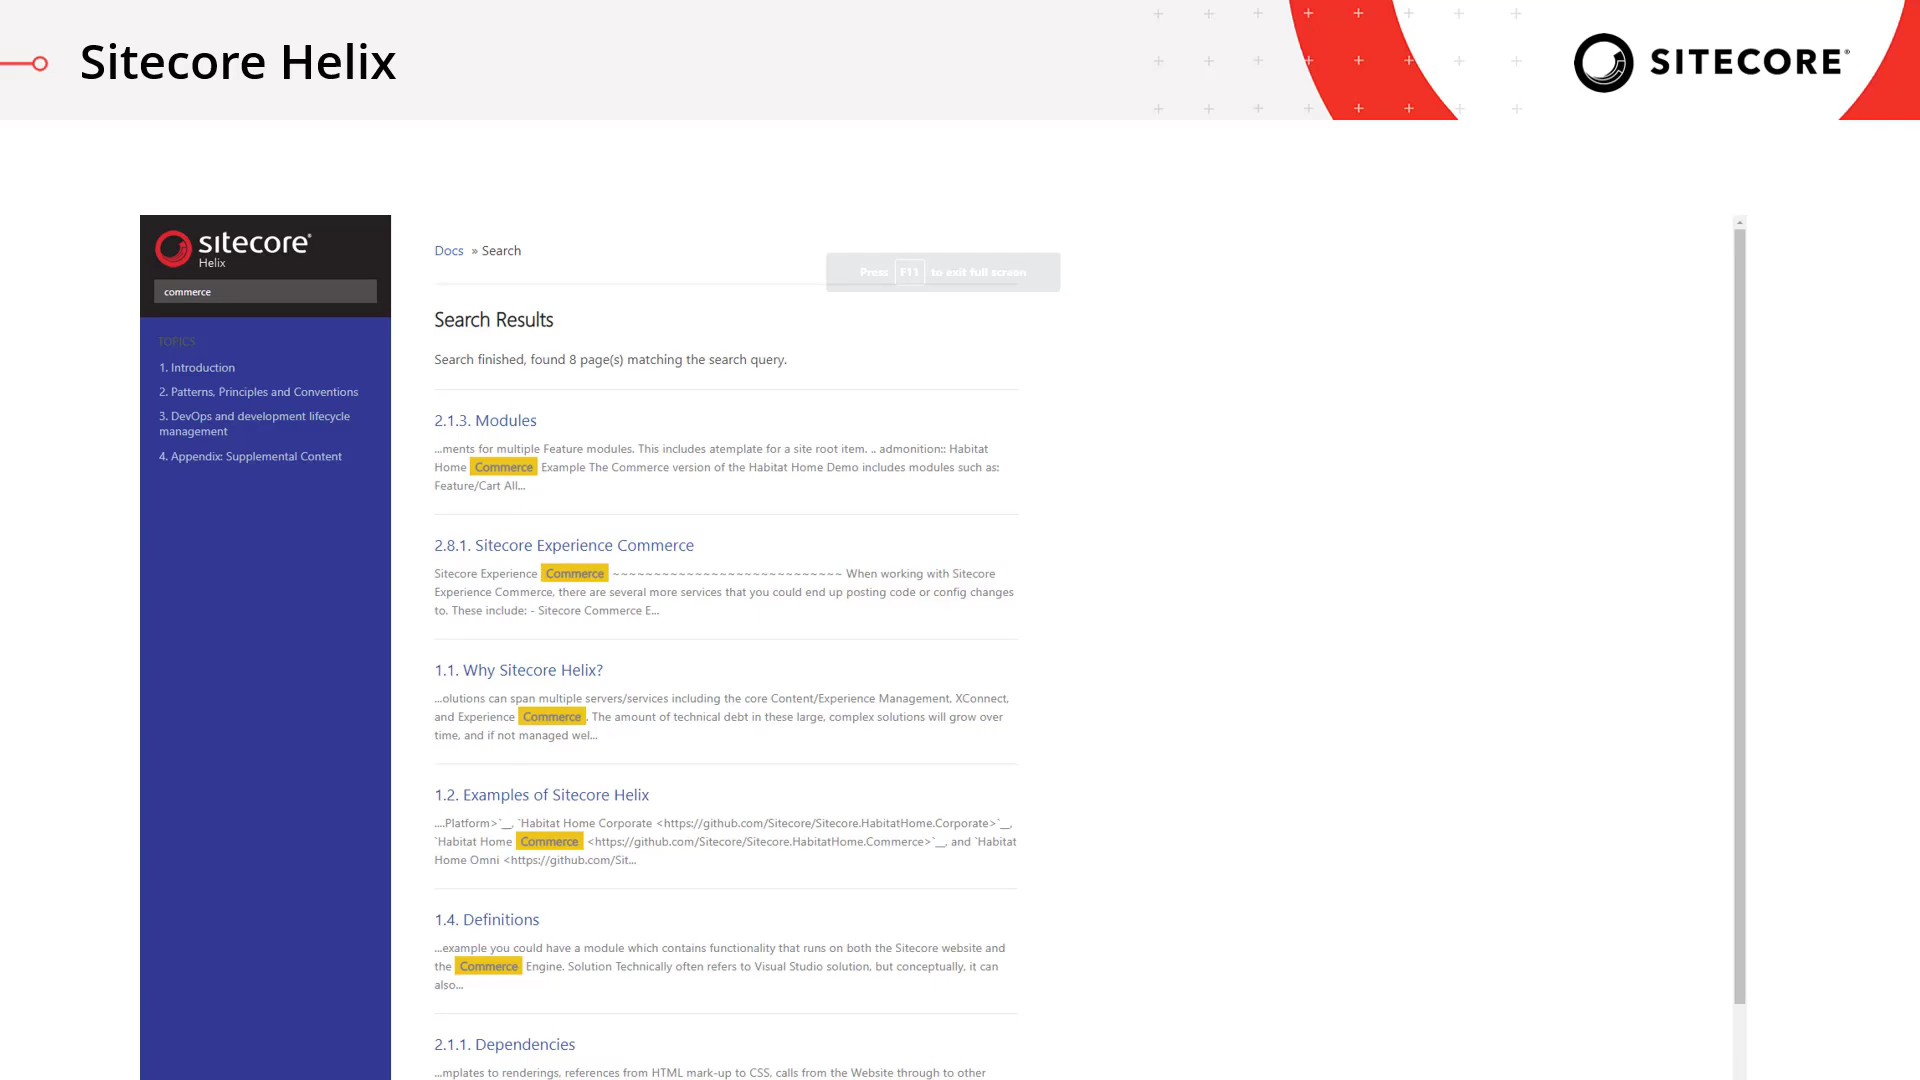 Sitecore Helix
SITECORE®
sitecore®
Helix
commerce
TOPICS
1. Introduction
2. Patterns, Principles and Conventions
3. DevOps and development lifecycle
management
4. Appendix: Supplemental Content
Docs » Search
Press F11 to exit full screen
Search Results
Search finished, found 8 page(s) matching the search query.
2.1.3. Modules
...ments for multiple Feature modules. This includes atemplate for a site root item. .. admonition:: Habitat
Home Commerce Example The Commerce version of the Habitat Home Demo includes modules such as:
Feature/Cart All...
2.8.1. Sitecore Experience Commerce
Sitecore Experience Commerce ~~~~~~~~~~~~~~~~~~~~~~~~~~~~ When working with Sitecore
Experience Commerce, there are several more services that you could end up posting code or config changes
to. These include: - Sitecore Commerce E...
1.1. Why Sitecore Helix?
...olutions can span multiple servers/services including the core Content/Experience Management, XConnect,
and Experience Commerce. The amount of technical debt in these large, complex solutions will grow over
time, and if not managed wel...
1.2. Examples of Sitecore Helix
....Platform>`__, `Habitat Home Corporate <https://github.com/Sitecore/Sitecore.HabitatHome.Corporate>`__,
`Habitat Home Commerce <https://github.com/Sitecore/Sitecore.HabitatHome.Commerce>`__, and `Habitat
Home Omni <https://github.com/Sit...
1.4. Definitions
...example you could have a module which contains functionality that runs on both the Sitecore website and
the Commerce Engine. Solution Technically often refers to Visual Studio solution, but conceptually, it can
also...
2.1.1. Dependencies
...mplates to renderings, references from HTML mark-up to CSS, calls from the Website through to other